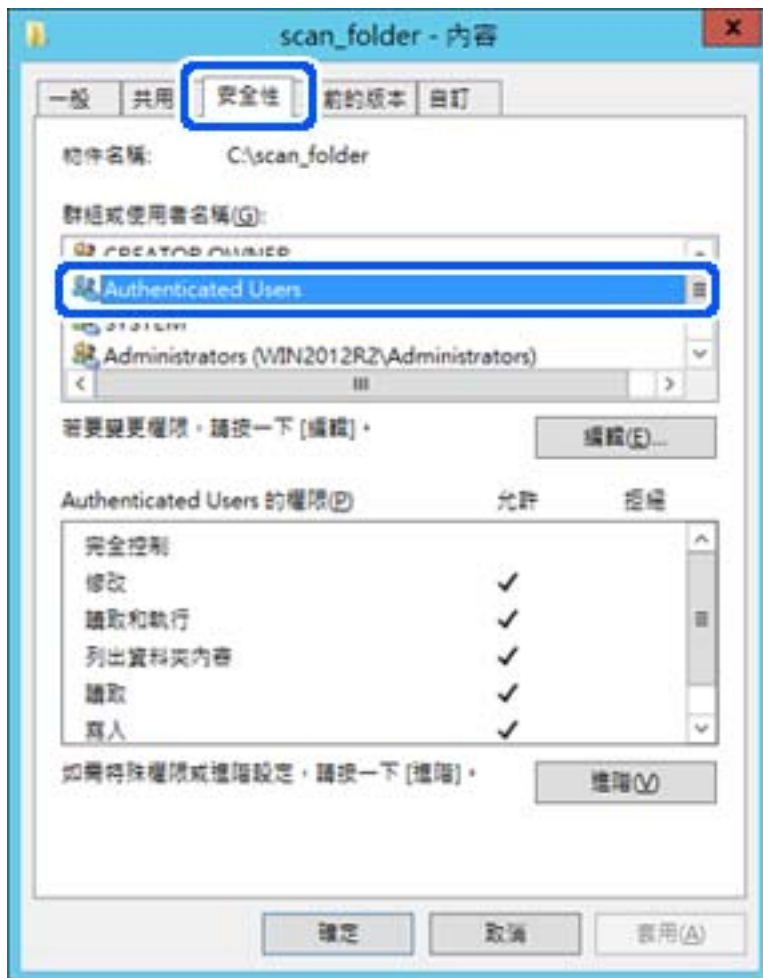 scan_folder - 內容
一般 共用 安全性 前的版本 自訂
物件名稱: C:\scan_folder
群組或使用者名稱(G):
CREATOR OWNER
Authenticated Users
SYSTEM
Administrators (WIN2012R2\Administrators)
若要變更權限，請按一下 [編輯]。 編輯(E)...
Authenticated Users 的權限(P) 允許 拒絕
完全控制
修改
讀取和執行
列出資料夾內容
讀取
寫入
如需特殊權限或進階設定，請按一下 [進階]。 進階(V)
確定 取消 套用(A)